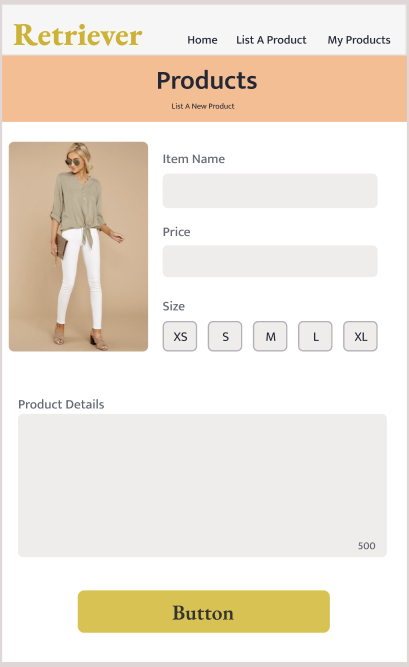 Retriever
Home List A Product My Products
Products
List A New Product
Item Name
Price
Size
XS S M L XL
Product Details
500
Button